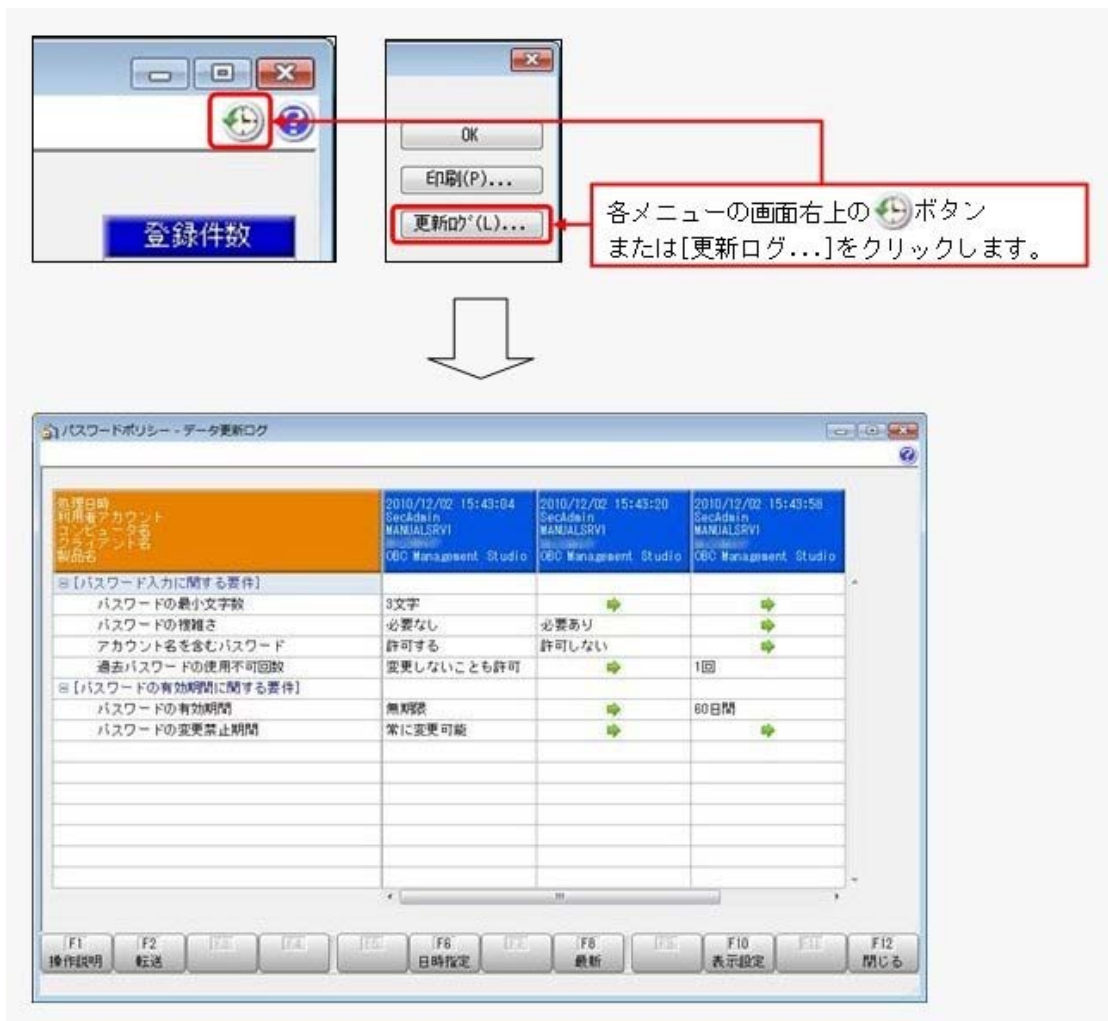 登録件数
OK
印刷(P)...
更新ログ(L)...
各メニューの画面右上の ボタン
または[更新ログ...]をクリックします。
パスワードポリシー - データ更新ログ
処理日時 2010/12/02 15:43:04 2010/12/02 15:43:20 2010/12/02 15:43:58
利用者アカウント SecAdmin SecAdmin SecAdmin
コンピュータ名 MANUALSRV1 MANUALSRV1 MANUALSRV1
クライアント名
製品名 OBC Management Studio OBC Management Studio OBC Management Studio
[パスワード入力に関する要件]
パスワードの最小文字数 3文字
パスワードの複雑さ 必要なし 必要あり
アカウント名を含むパスワード 許可する 許可しない
過去パスワードの使用不可回数 変更しないことも許可 1回
[パスワードの有効期間に関する要件]
パスワードの有効期間 無期限 60日間
パスワードの変更禁止期間 常に変更可能
F1 F2 F3 F4 F5 F6 F7 F8 F9 F10 F11 F12
操作説明 転送 日時指定 最新 表示設定 閉じる